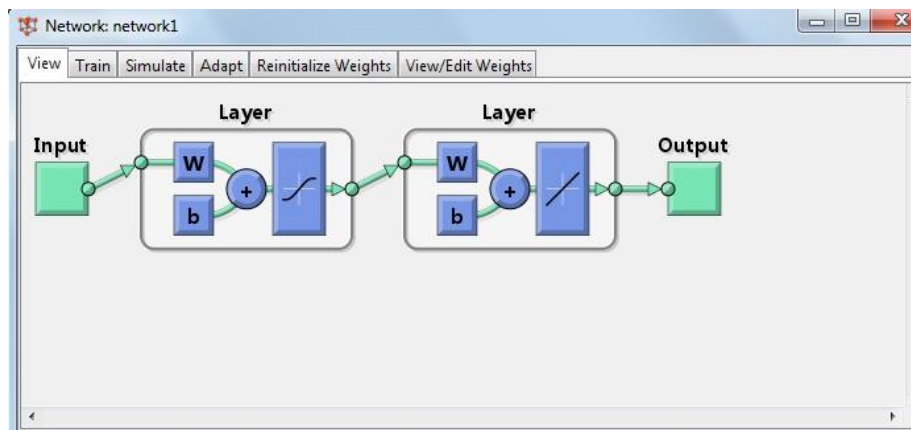 Network: network1
View Train Simulate Adapt Reinitialize Weights View/Edit Weights
Layer Layer
Input Output
W W
+ +
b b